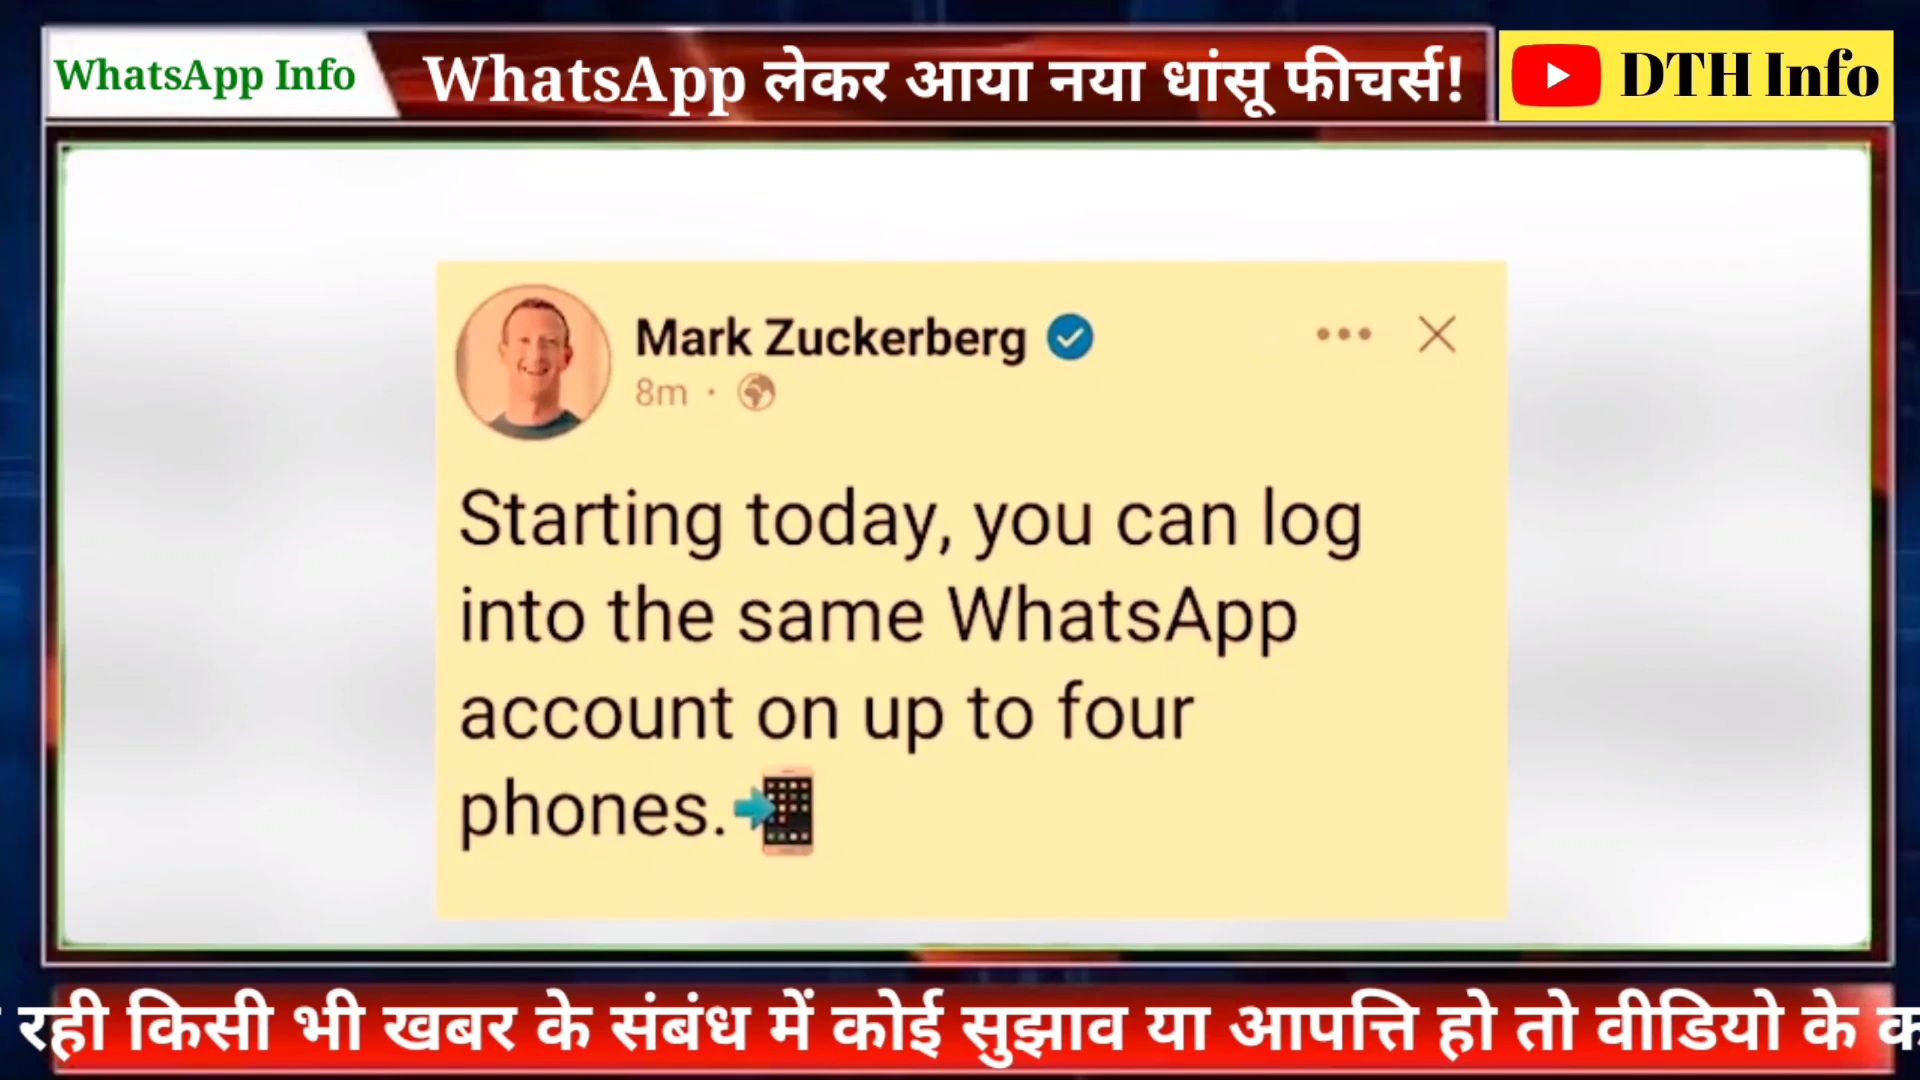 WhatsApp Info
WhatsApp लेकर आया नया धांसू फीचर्स!
DTH Info
Mark Zuckerberg
8m ·
Starting today, you can log
into the same WhatsApp
account on up to four
phones.📲
रही किसी भी खबर के संबंध में कोई सुझाव या आपत्ति हो तो वीडियो के